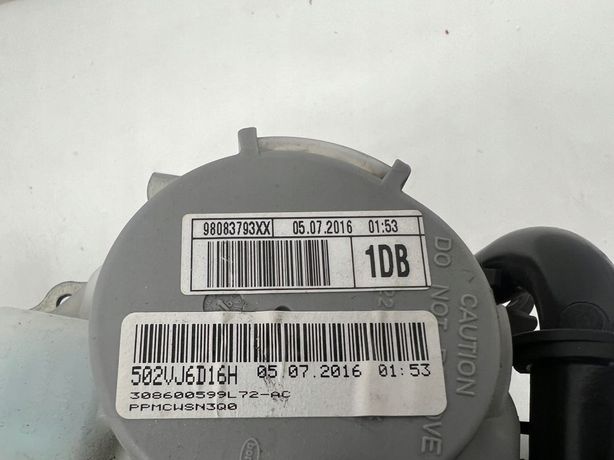 98083793XX 05.07.2016 01:53
1DB
502VJ6D16H 05.07.2016 01:53
308600599L72-AC
PPMCWSN3Q0
CAUTION
DO NOT